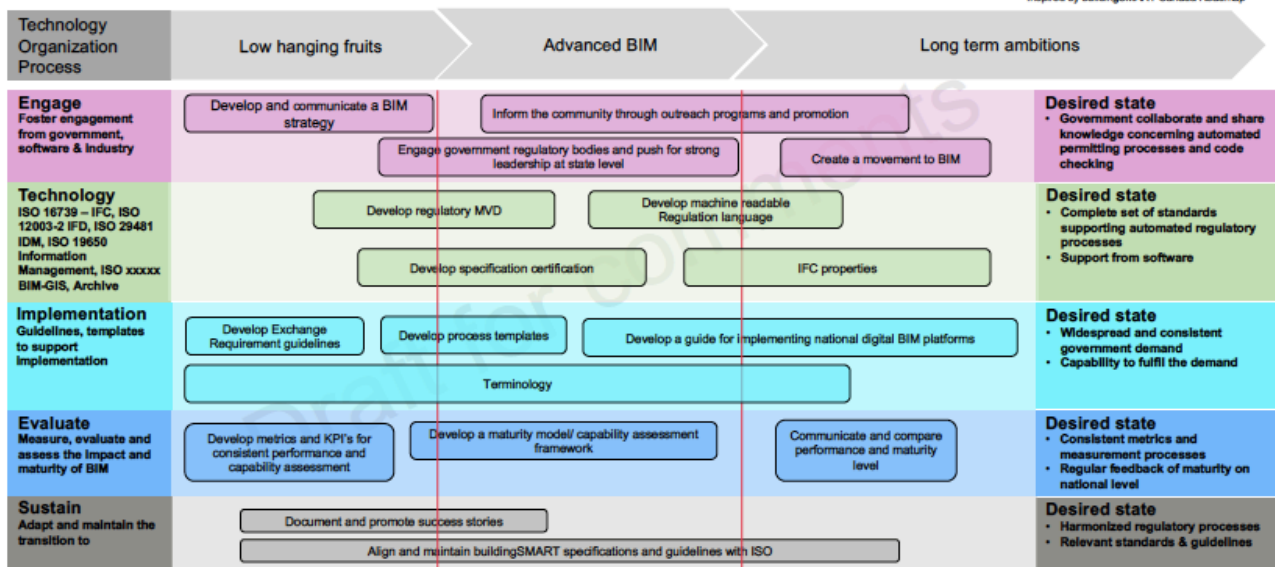 Technology
Organization
Process
Low hanging fruits
Advanced BIM
Long term ambitions
Engage
Foster engagement
from government,
software & Industry
Develop and communicate a BIM
strategy
Inform the community through outreach programs and promotion
Engage government regulatory bodies and push for strong
leadership at state level
Create a movement to BIM
Desired state
• Government collaborate and share
knowledge concerning automated
permitting processes and code
checking
Technology
ISO 16739 – IFC, ISO
12003-2 IFD, ISO 29481
IDM, ISO 19650
Information
Management, ISO xxxxx
BIM-GIS, Archive
Develop regulatory MVD
Develop machine readable
Regulation language
Develop specification certification
IFC properties
Desired state
• Complete set of standards
supporting automated regulatory
processes
• Support from software
Implementation
Guidelines, templates
to support
Implementation
Develop Exchange
Requirement guidelines
Develop process templates
Develop a guide for implementing national digital BIM platforms
Terminology
Desired state
• Widespread and consistent
government demand
• Capability to fulfil the demand
Evaluate
Measure, evaluate and
assess the Impact and
maturity of BIM
Develop metrics and KPI's for
consistent performance and
capability assessment
Develop a maturity model/ capability assessment
framework
Communicate and compare
performance and maturity
level
Desired state
• Consistent metrics and
measurement processes
• Regular feedback of maturity on
national level
Sustain
Adapt and maintain the
transition to
Document and promote success stories
Align and maintain buildingSMART specifications and guidelines with ISO
Desired state
• Harmonized regulatory processes
• Relevant standards & guidelines
Draft for comments